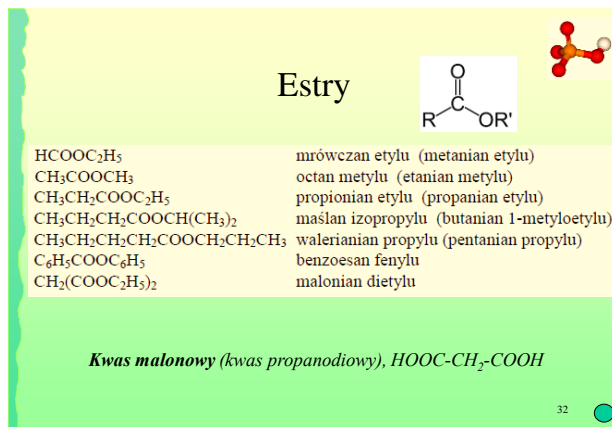 Estry
O
C
R OR'
HCOOC₂H₅ mrówczan etylu (metanian etylu)
CH₃COOCH₃ octan metylu (etanian metylu)
CH₃CH₂COOC₂H₅ propionian etylu (propanian etylu)
CH₃CH₂CH₂COOCH(CH₃)₂ maślan izopropylu (butanian 1-metyloetylu)
CH₃CH₂CH₂CH₂COOCH₂CH₂CH₃ walerianian propylu (pentanian propylu)
C₆H₅COOC₆H₅ benzoesan fenylu
CH₂(COOC₂H₅)₂ malonian dietylu
Kwas malonowy (kwas propanodiowy), HOOC-CH₂-COOH
32